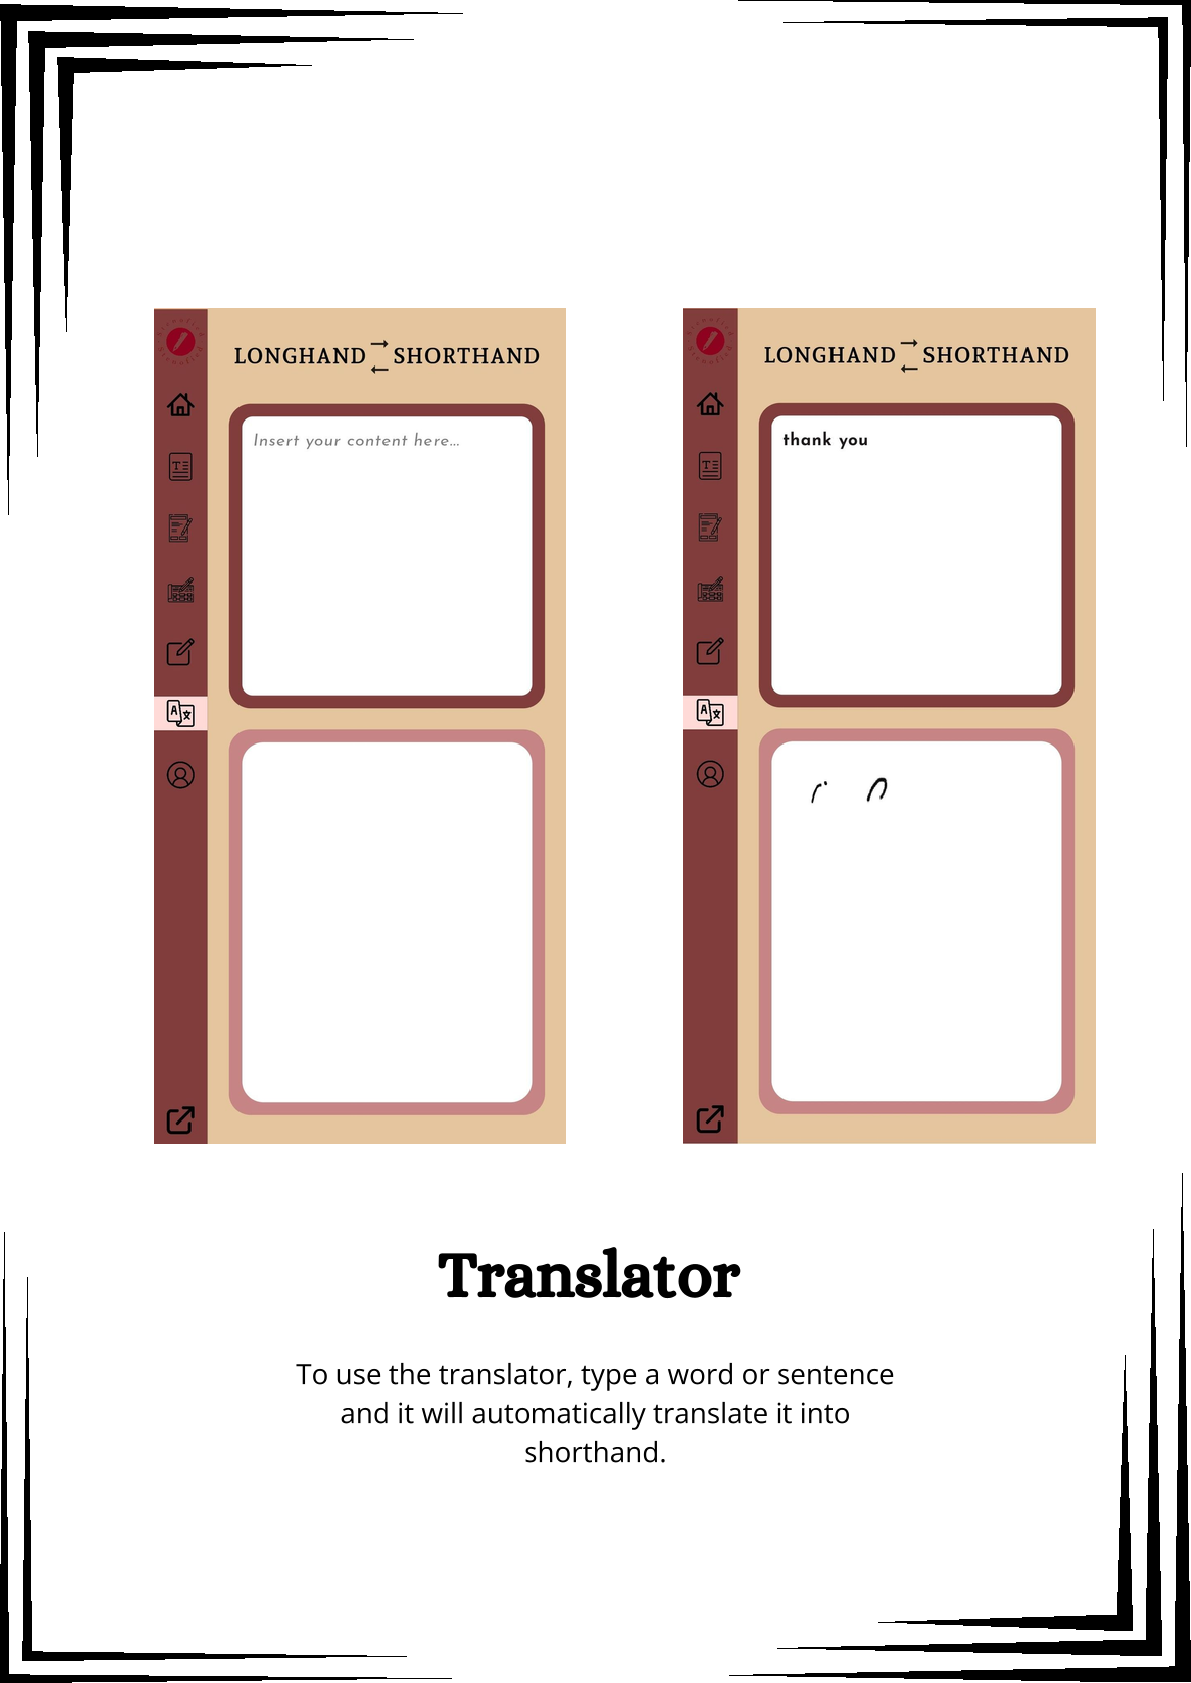 LONGHAND SHORTHAND
Insert your content here...
LONGHAND SHORTHAND
thank you
Translator
To use the translator, type a word or sentence
and it will automatically translate it into
shorthand.